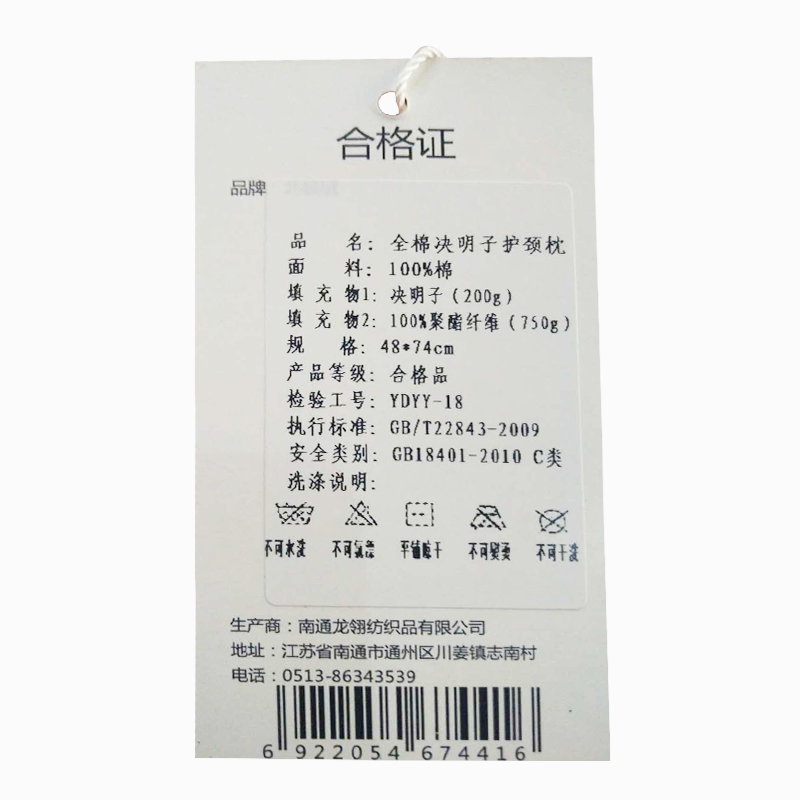 合格证
品牌
品 名：全棉决明子护颈枕
面 料：100%棉
填 充 物1：决明子（200g）
填 充 物2：100%聚酯纤维（750g）
规 格：48*74cm
产品等级：合格品
检验工号：YDYY-18
执行标准：GB/T22843-2009
安全类别：GB18401-2010 C类
洗涤说明：
不可水洗 不可氯漂 平铺晾干 不可熨烫 不可干洗
生产商：南通龙翎纺织品有限公司
地址：江苏省南通市通州区川姜镇志南村
电话：0513-86343539
6 922054 674416